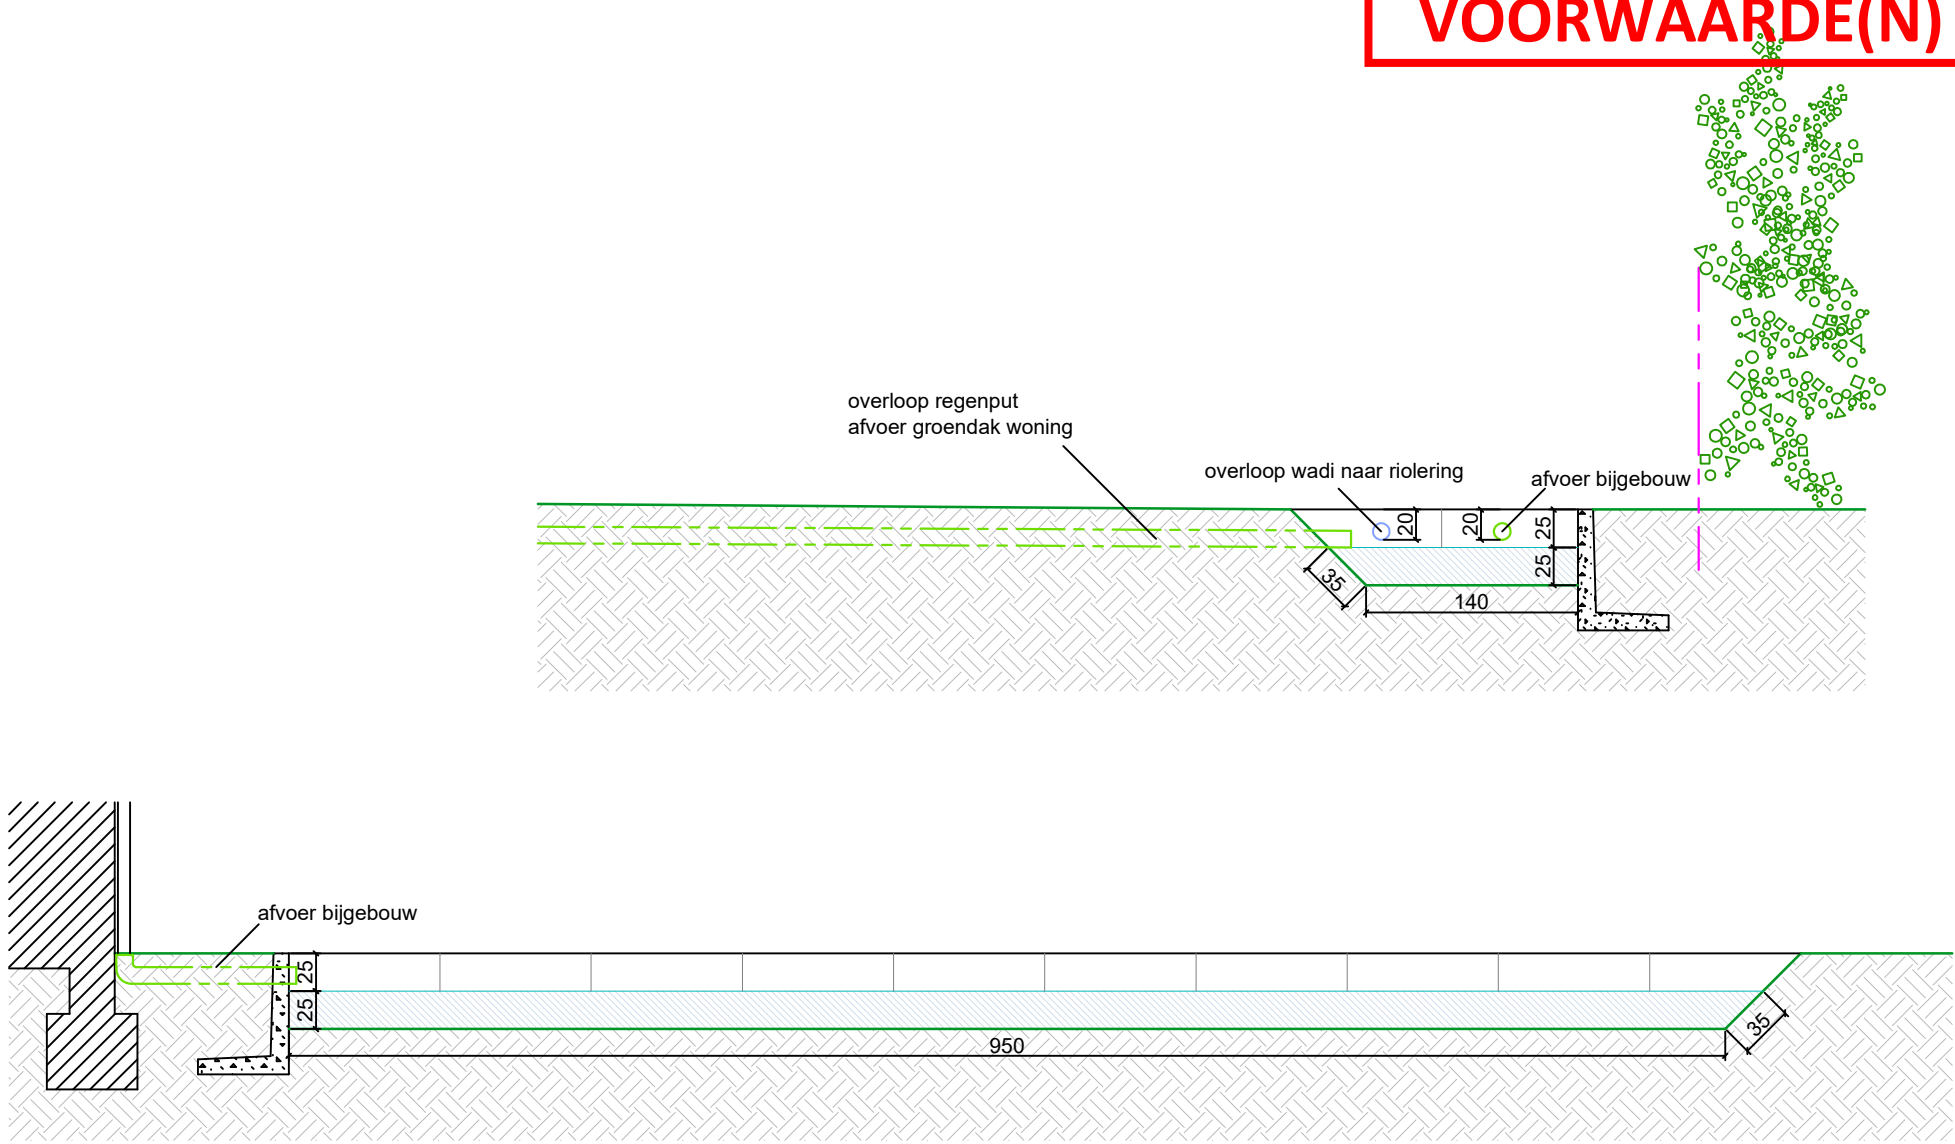 VOORWAARDE(N)
overloop regenput
afvoer groendak woning
overloop wadi naar riolering
afvoer bijgebouw
20
20
25
25
35
140
afvoer bijgebouw
25
25
35
950